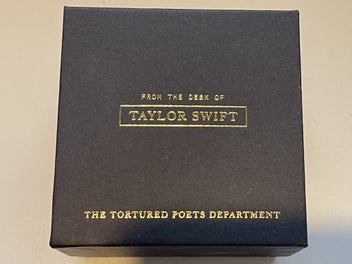 FROM THE DESK OF
TAYLOR SWIFT
THE TORTURED POETS DEPARTMENT